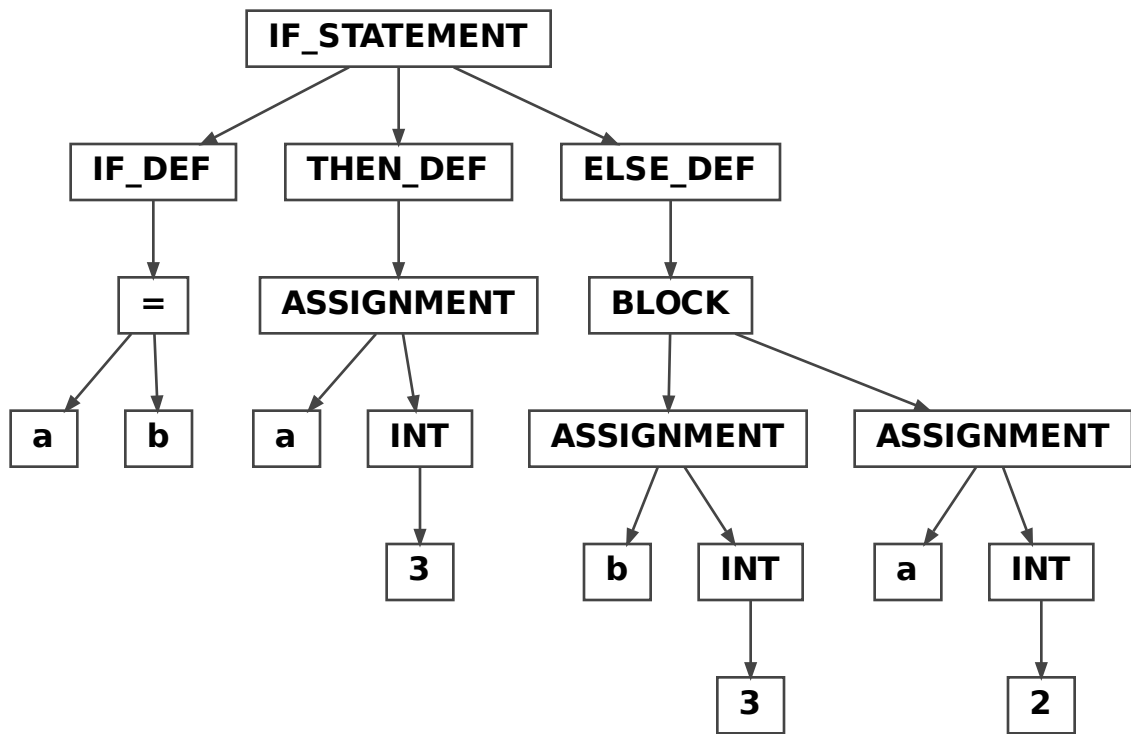 IF_STATEMENT
IF_DEF THEN_DEF ELSE_DEF
= ASSIGNMENT BLOCK
a b a INT ASSIGNMENT ASSIGNMENT
3 b INT a INT
3 2